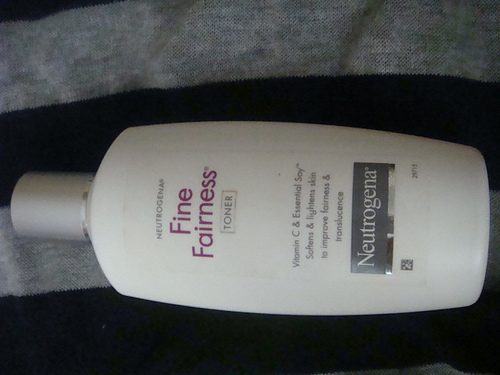 NEUTROGENA®
Fine
Fairness®
TONER
Vitamin C & Essential Soy™
Softens & lightens skin
to improve fairness &
translucence
Neutrogena®